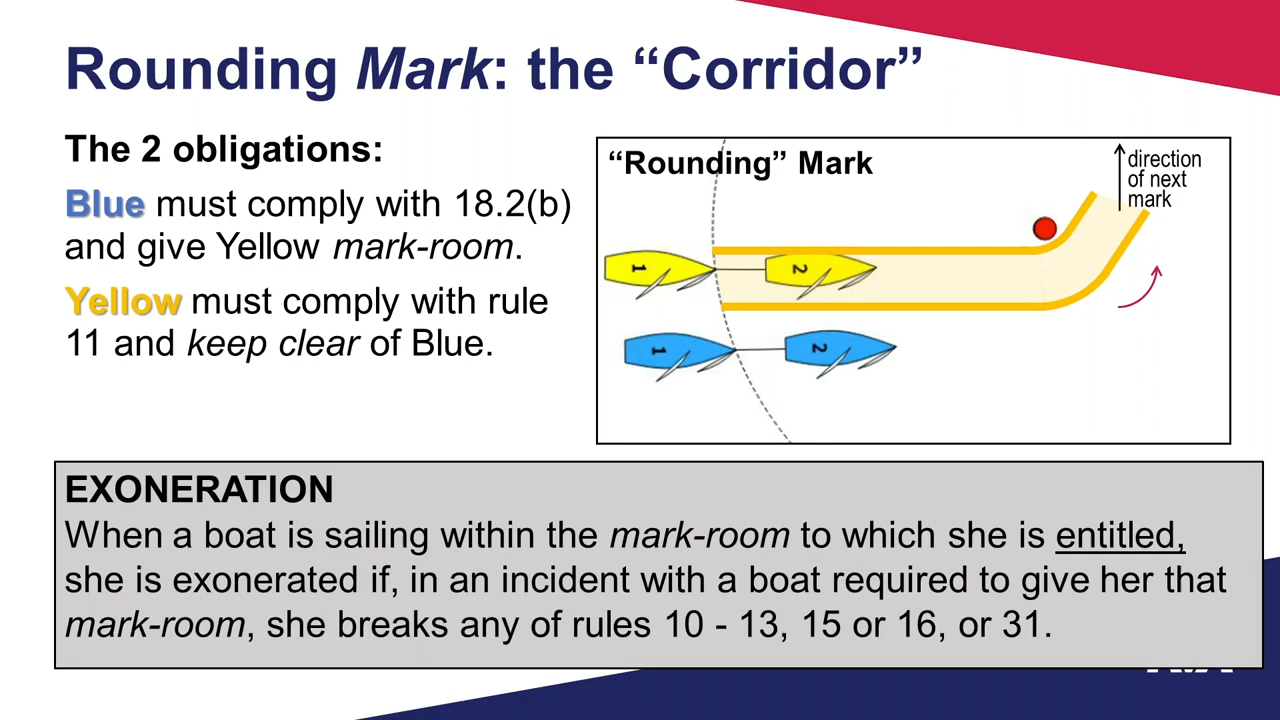 Rounding Mark: the “Corridor”
The 2 obligations:
Blue must comply with 18.2(b)
and give Yellow mark-room.
Yellow must comply with rule
11 and keep clear of Blue.
“Rounding” Mark
direction
of next
mark
1
2
1
2
EXONERATION
When a boat is sailing within the mark-room to which she is entitled,
she is exonerated if, in an incident with a boat required to give her that
mark-room, she breaks any of rules 10 - 13, 15 or 16, or 31.